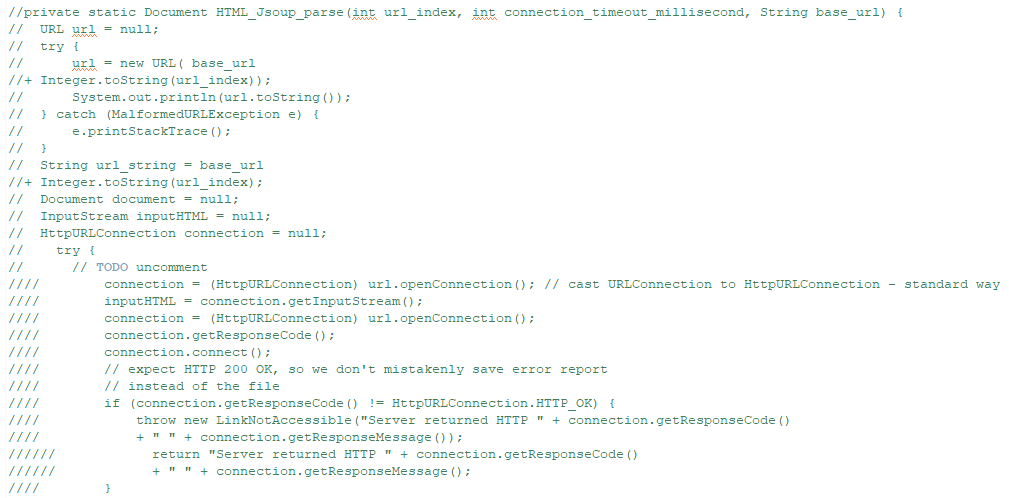 //private static Document HTML_Jsoup_parse(int url_index, int connection_timeout_millisecond, String base_url) {
//  URL url = null;
//  try {
//      url = new URL( base_url
//+ Integer.toString(url_index));
//      System.out.println(url.toString());
//  } catch (MalformedURLException e) {
//      e.printStackTrace();
//  }
//  String url_string = base_url
//+ Integer.toString(url_index);
//  Document document = null;
//  InputStream inputHTML = null;
//  HttpURLConnection connection = null;
//    try {
//      // TODO uncomment
////        connection = (HttpURLConnection) url.openConnection(); // cast URLConnection to HttpURLConnection - standard way
////        inputHTML = connection.getInputStream();
////        connection = (HttpURLConnection) url.openConnection();
////        connection.getResponseCode();
////        connection.connect();
////        // expect HTTP 200 OK, so we don't mistakenly save error report
////        // instead of the file
////        if (connection.getResponseCode() != HttpURLConnection.HTTP_OK) {
////            throw new LinkNotAccessible("Server returned HTTP " + connection.getResponseCode()
////            + " " + connection.getResponseMessage());
//////            return "Server returned HTTP " + connection.getResponseCode()
//////            + " " + connection.getResponseMessage();
////        }